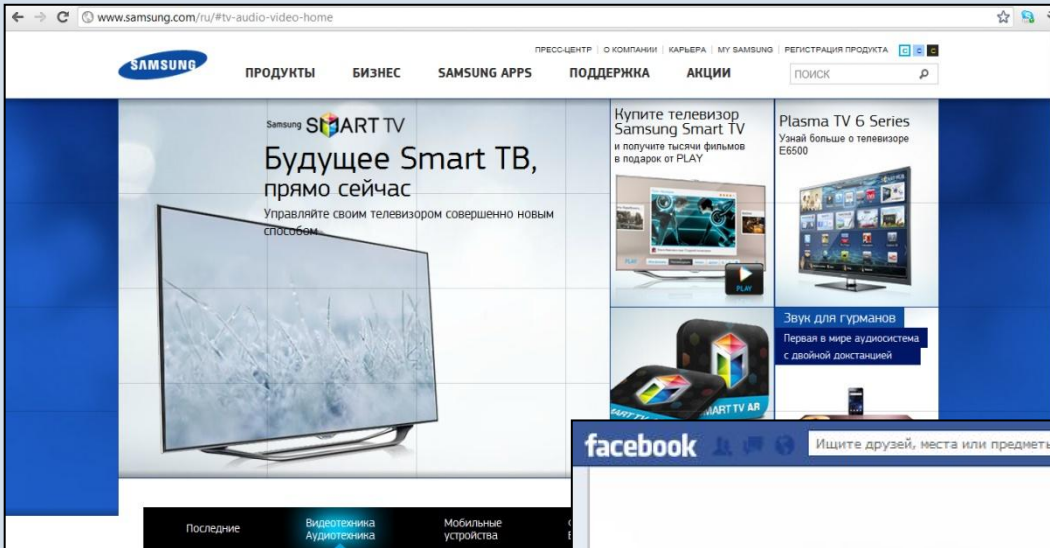 www.samsung.com/ru/#tv-audio-video-home
ПРЕСС-ЦЕНТР | О КОМПАНИИ | КАРЬЕРА | MY SAMSUNG | РЕГИСТРАЦИЯ ПРОДУКТА C C C
SAMSUNG
ПРОДУКТЫ БИЗНЕС SAMSUNG APPS ПОДДЕРЖКА АКЦИИ ПОИСК
Samsung SMART TV
Будущее Smart ТВ,
прямо сейчас
Управляйте своим телевизором совершенно новым
способом
Купите телевизор
Samsung Smart TV
и получите тысячи фильмов
в подарок от PLAY
PLAY
PLAY
Plasma TV 6 Series
Узнай больше о телевизоре
E6500
SMART TV AR
Звук для гурманов
Первая в мире аудиосистема
с двойной докстанцией
Последние
Видеотехника
Аудиотехника
Мобильные
устройства
facebook
Ищите друзей, места или предметы